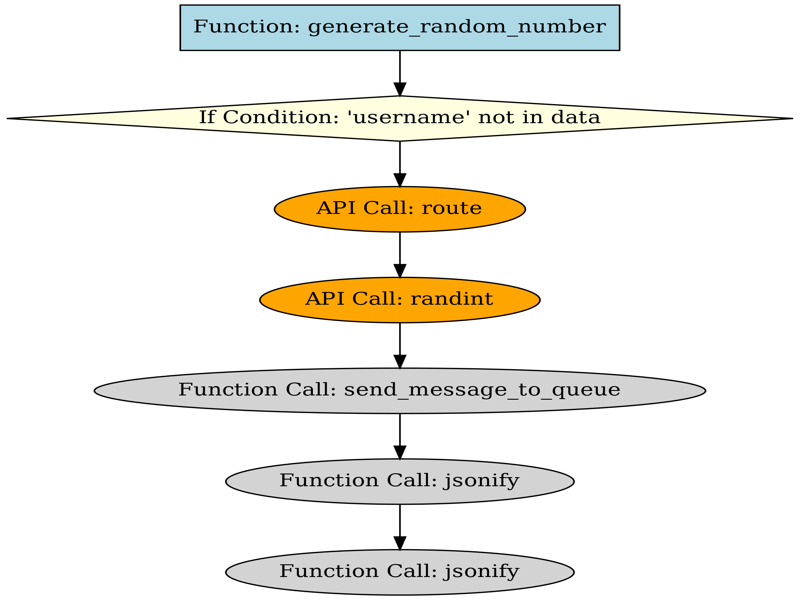 Function: generate_random_number
If Condition: 'username' not in data
API Call: route
API Call: randint
Function Call: send_message_to_queue
Function Call: jsonify
Function Call: jsonify